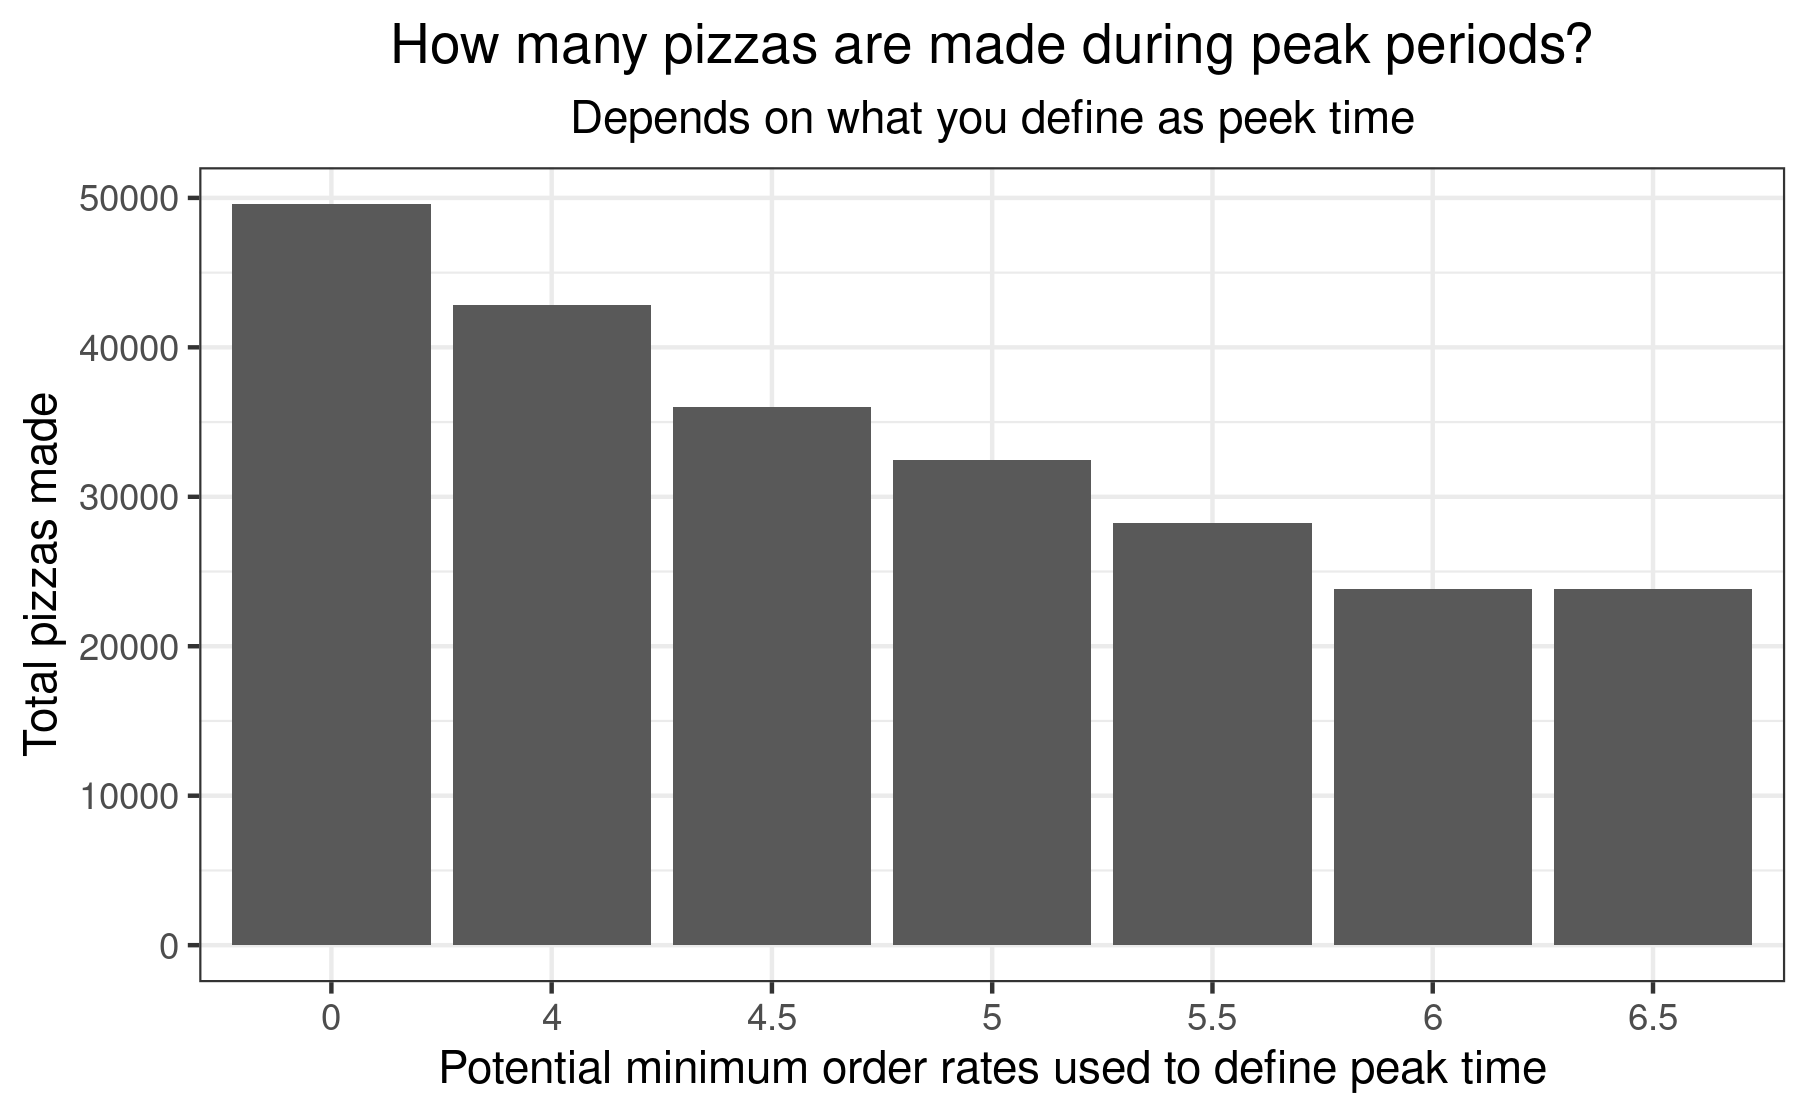 How many pizzas are made during peak periods?
Depends on what you define as peek time
Total pizzas made
50000
40000
30000
20000
10000
0
0 4 4.5 5 5.5 6 6.5
Potential minimum order rates used to define peak time